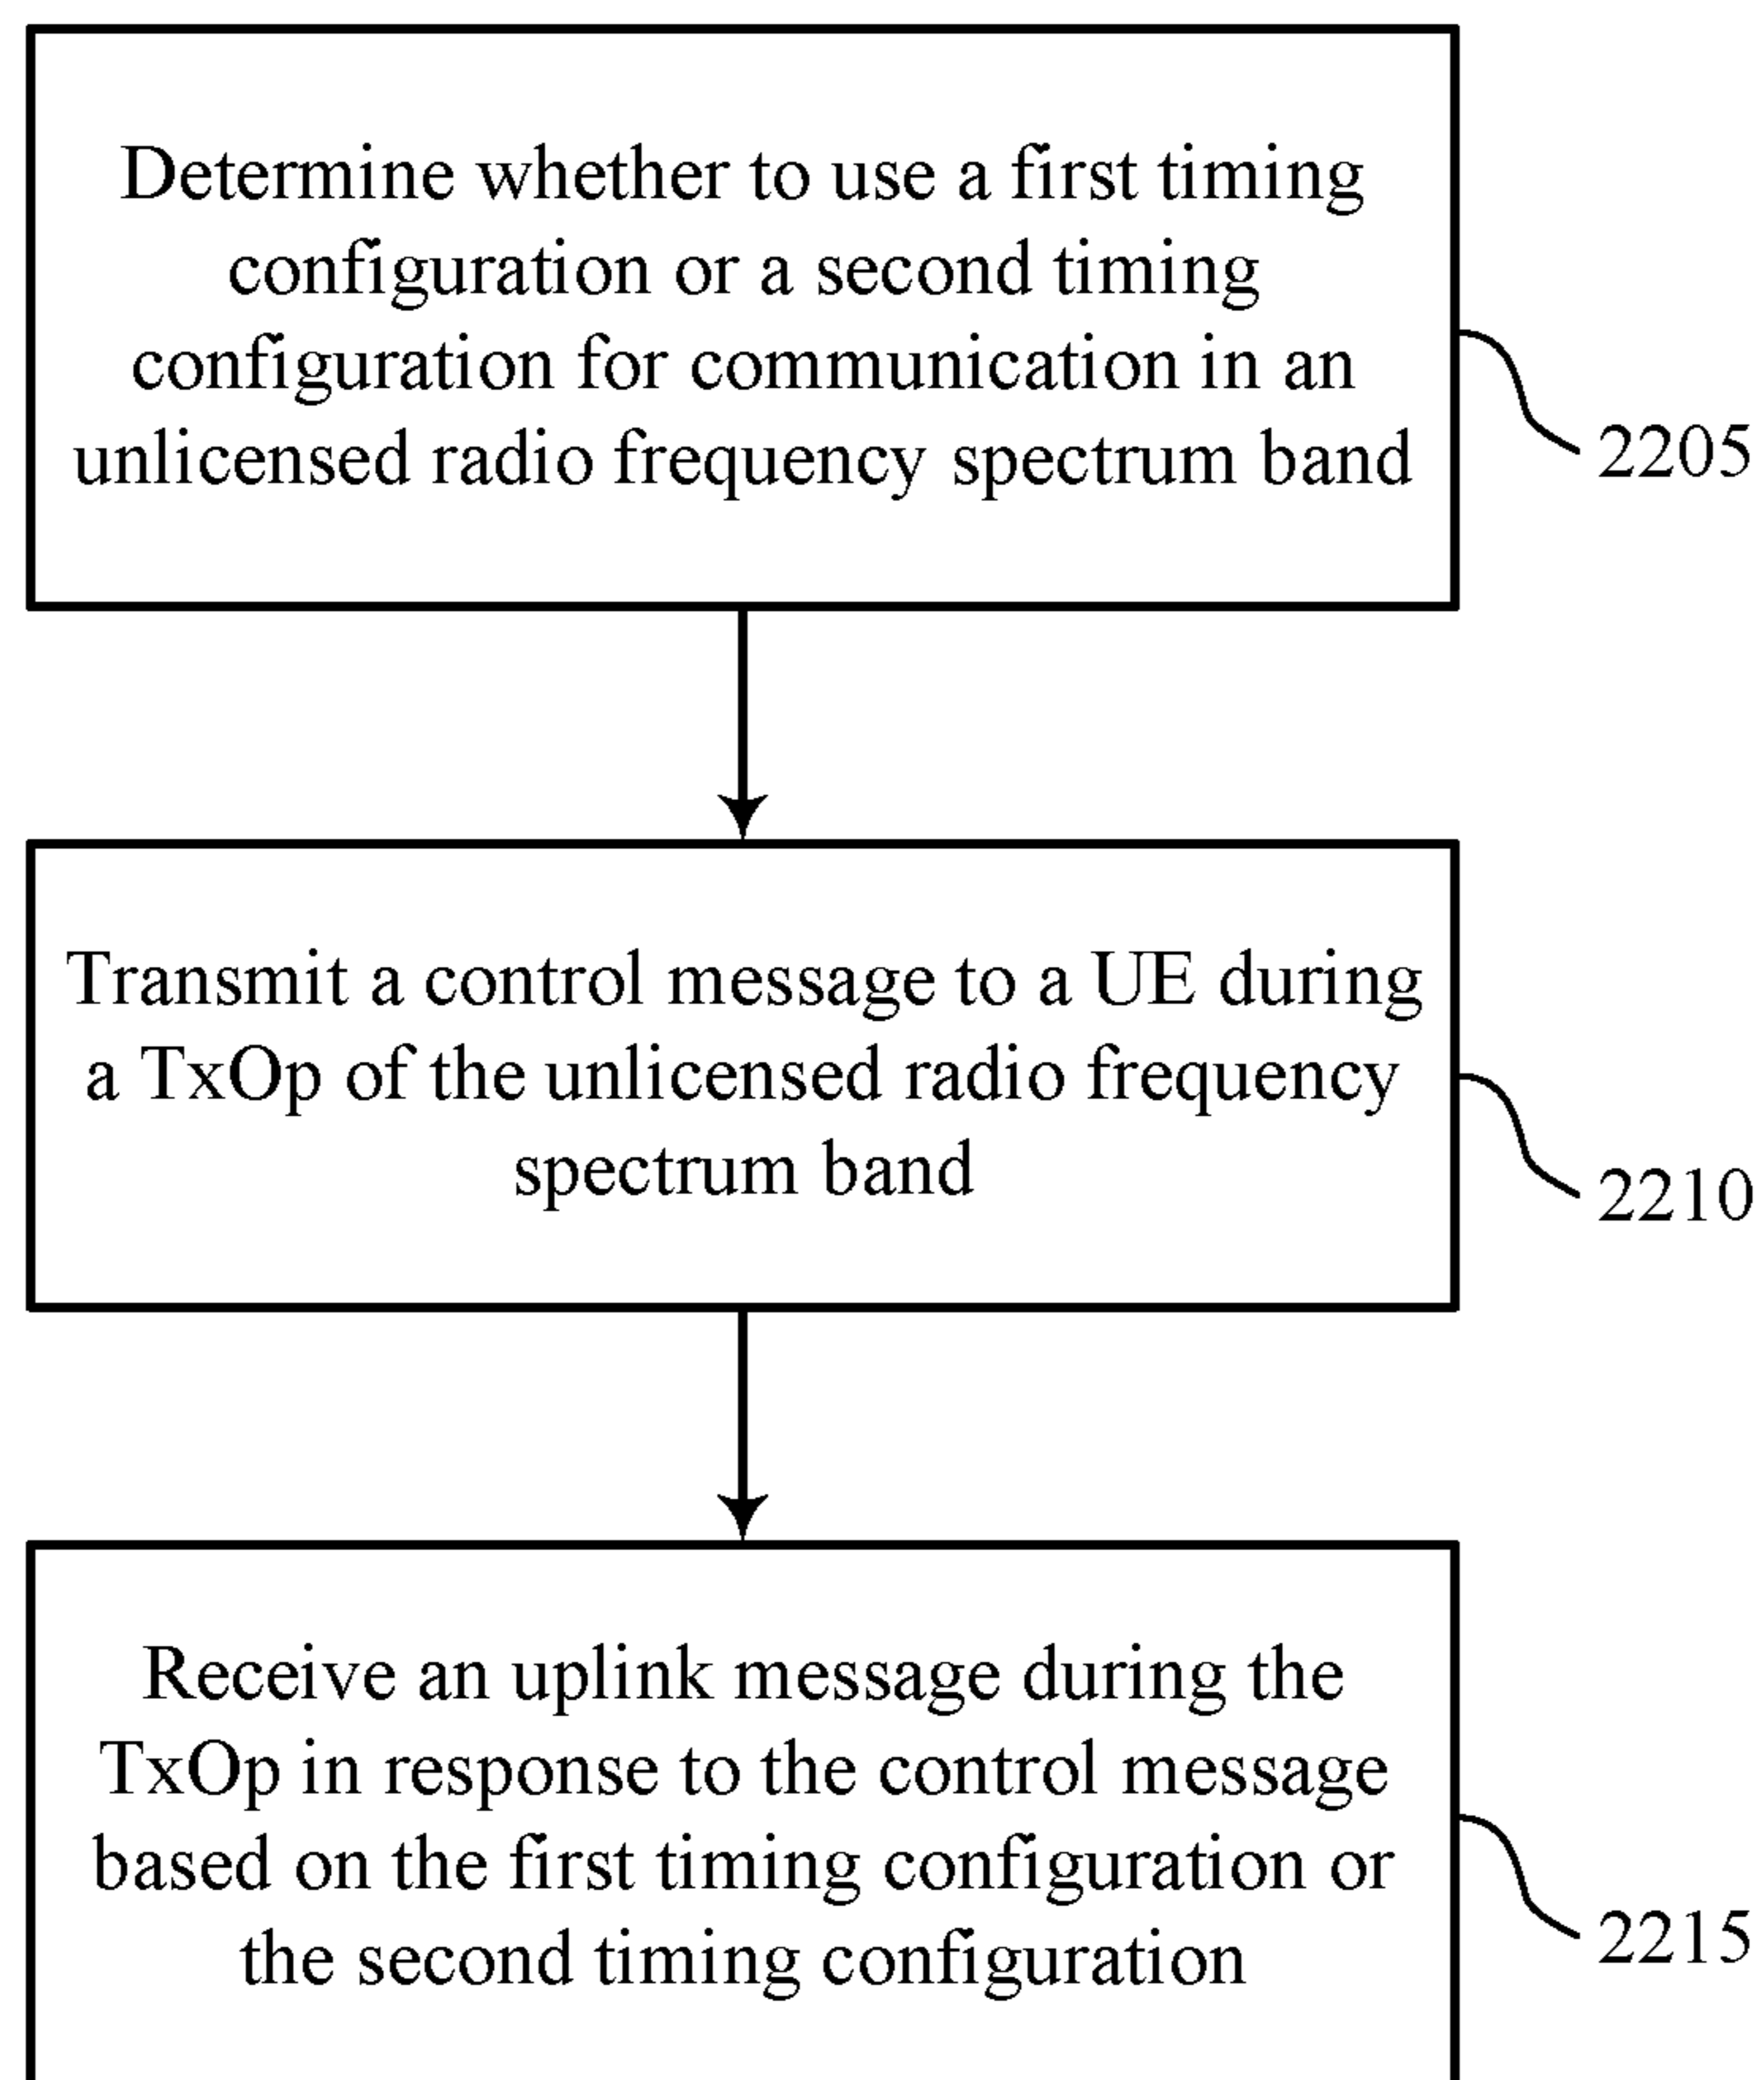 Determine whether to use a first timing
configuration or a second timing
configuration for communication in an
unlicensed radio frequency spectrum band
2205
Transmit a control message to a UE during
a TxOp of the unlicensed radio frequency
spectrum band
2210
Receive an uplink message during the
TxOp in response to the control message
based on the first timing configuration or
the second timing configuration
2215